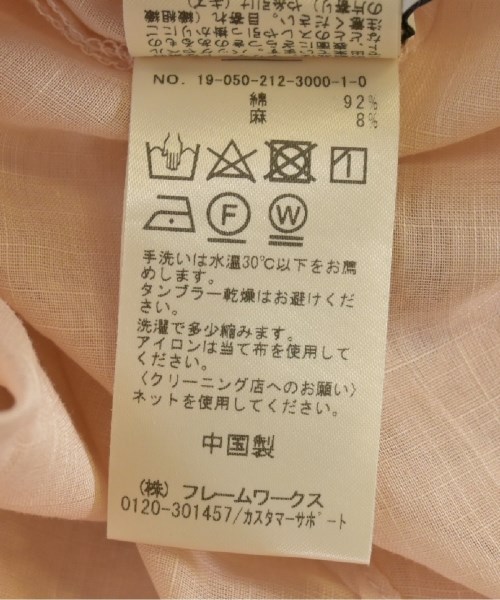 NO. 19-050-212-3000-1-0
綿 92%
麻 8%
F W
手洗いは水温30℃以下をお薦
めします。
タンブラー乾燥はお避けくだ
さい。
洗濯で多少縮みます。
アイロンは当て布を使用して
ください。
〈クリーニング店へのお願い〉
ネットを使用してください。
中国製
(株) フレームワークス
0120-301457/カスタマーサポート